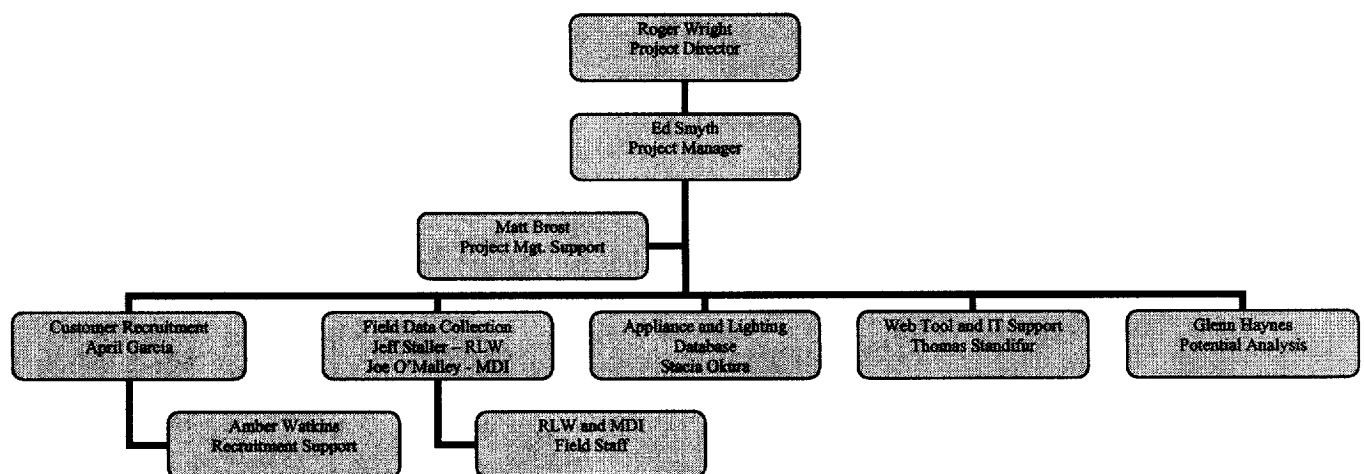 Roger Wright
Project Director
Ed Smyth
Project Manager
Matt Brost
Project Mgt. Support
Customer Recruitment
April Garcia
Field Data Collection
Jeff Staller – RLW
Joe O'Malley - MDI
Appliance and Lighting
Database
Stacia Okura
Web Tool and IT Support
Thomas Standifur
Glenn Haynes
Potential Analysis
Amber Watkins
Recruitment Support
RLW and MDI
Field Staff